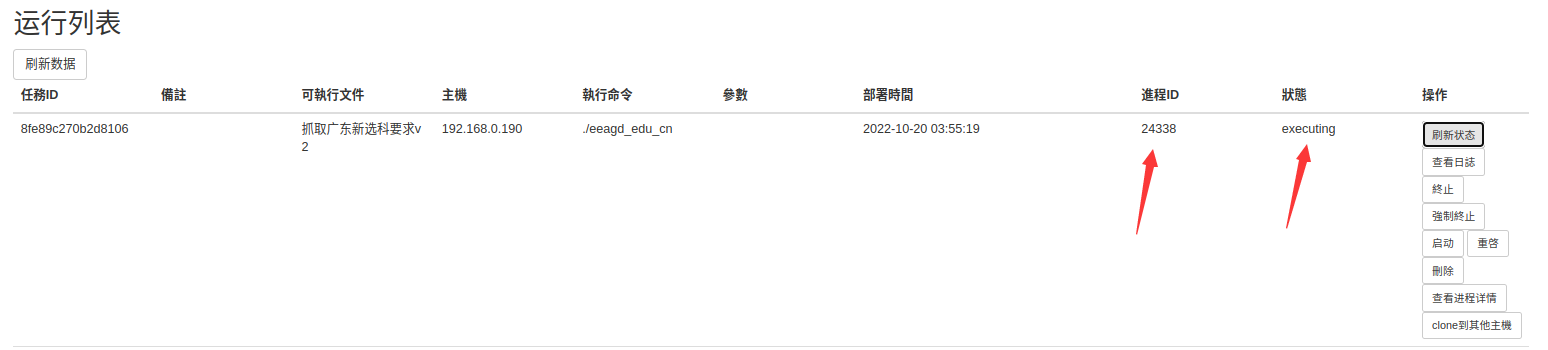 运行列表
刷新数据
任務ID 備註 可執行文件 主機 執行命令 參數 部署時間 進程ID 狀態 操作
8fe89c270b2d8106 抓取广东新选科要求v 192.168.0.190 ./eeagd_edu_cn 2022-10-20 03:55:19 24338 executing 刷新状态
2
查看日誌
終止
強制終止
启动 重啓
刪除
查看进程详情
clone到其他主機